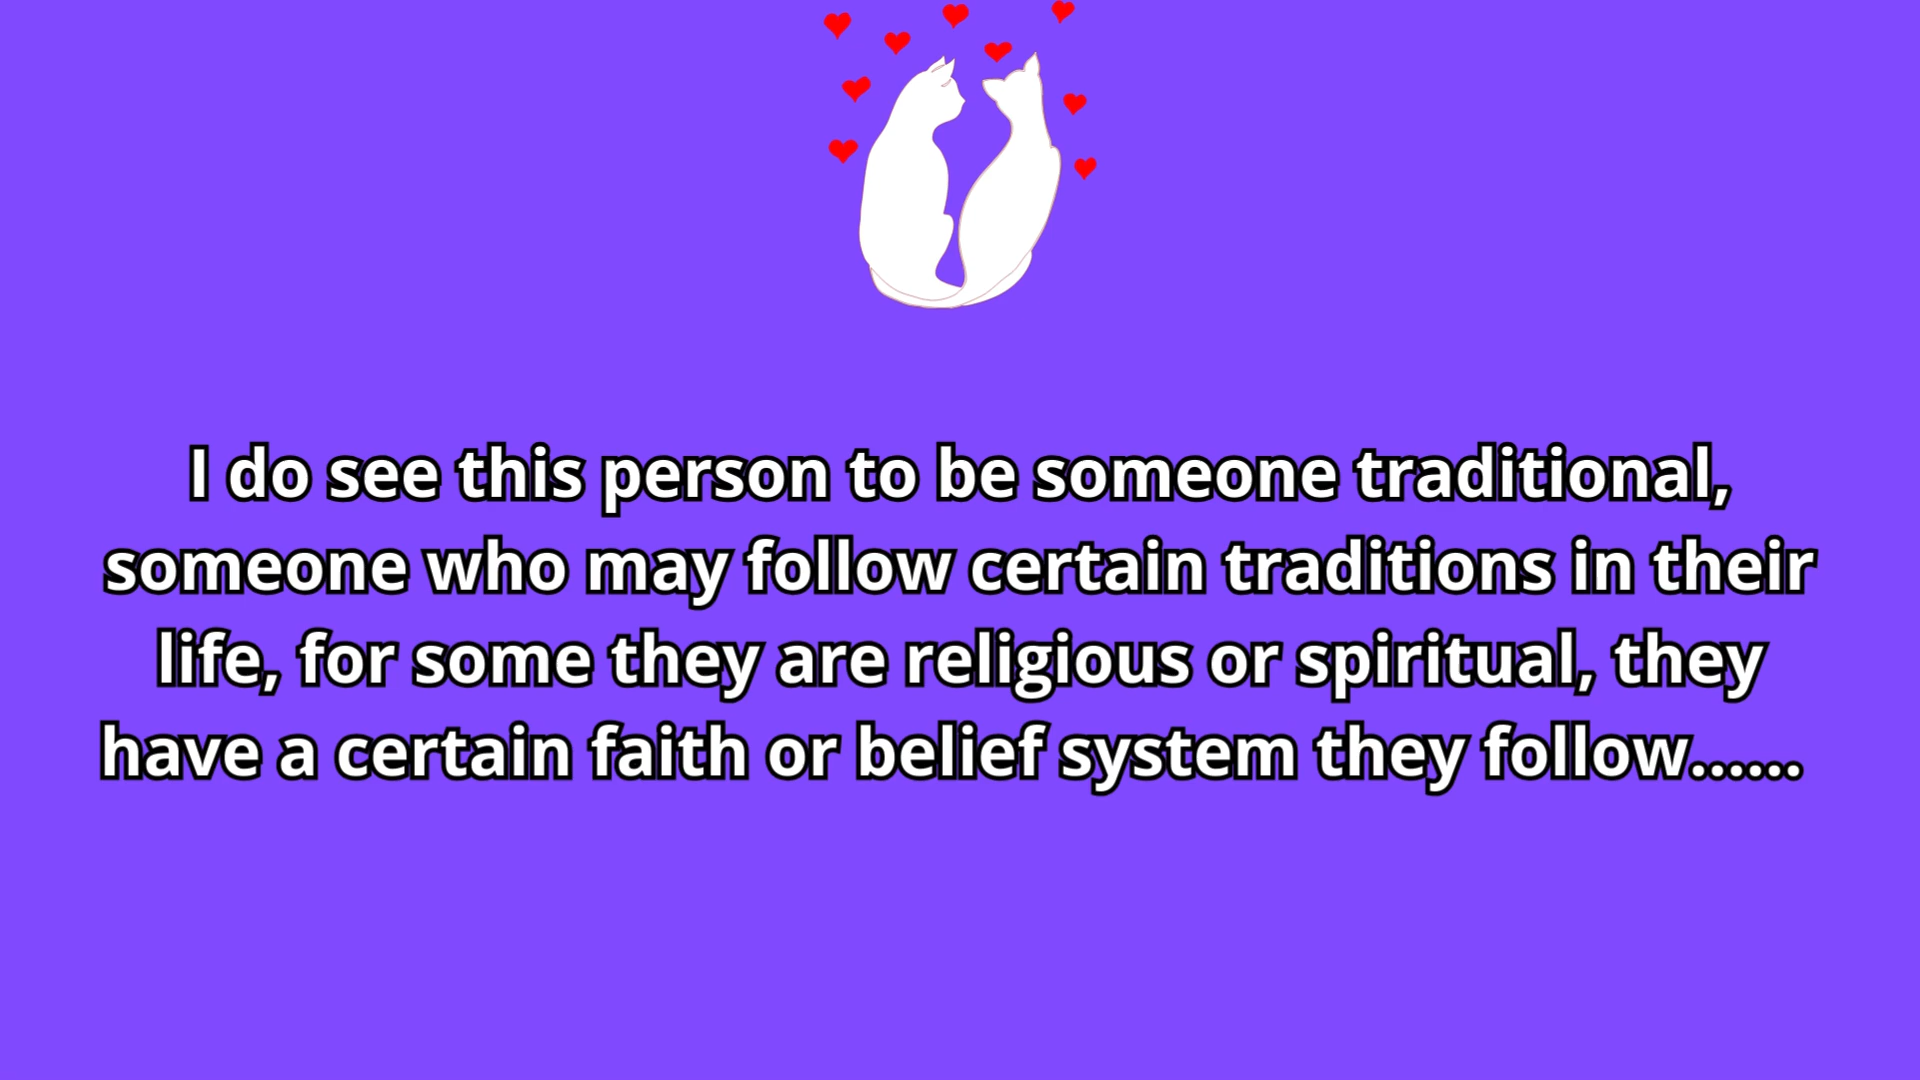 I do see this person to be someone traditional,
someone who may follow certain traditions in their
life, for some they are religious or spiritual, they
have a certain faith or belief system they follow......